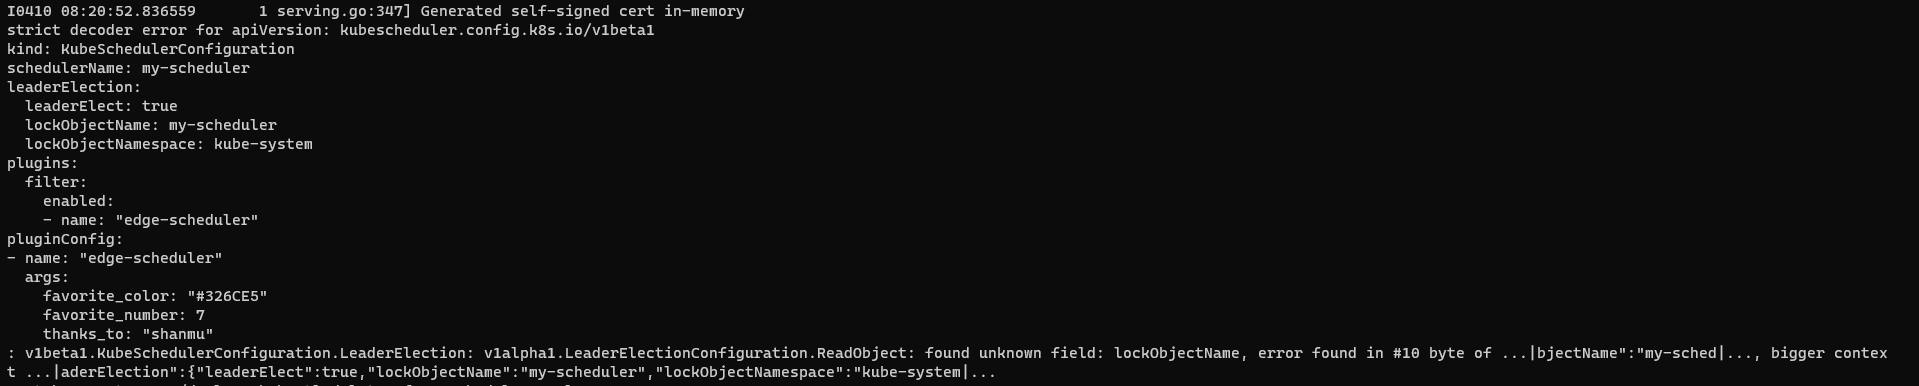 I0410 08:20:52.836559       1 serving.go:347] Generated self-signed cert in-memory
strict decoder error for apiVersion: kubescheduler.config.k8s.io/v1beta1
kind: KubeSchedulerConfiguration
schedulerName: my-scheduler
leaderElection:
  leaderElect: true
  lockObjectName: my-scheduler
  lockObjectNamespace: kube-system
plugins:
  filter:
    enabled:
    - name: "edge-scheduler"
pluginConfig:
- name: "edge-scheduler"
  args:
    favorite_color: "#326CE5"
    favorite_number: 7
    thanks_to: "shanmu"
: v1beta1.KubeSchedulerConfiguration.LeaderElection: v1alpha1.LeaderElectionConfiguration.ReadObject: found unknown field: lockObjectName, error found in #10 byte of ...|bjectName":"my-sched|..., bigger contex
t ...|aderElection":{"leaderElect":true,"lockObjectName":"my-scheduler","lockObjectNamespace":"kube-system|...